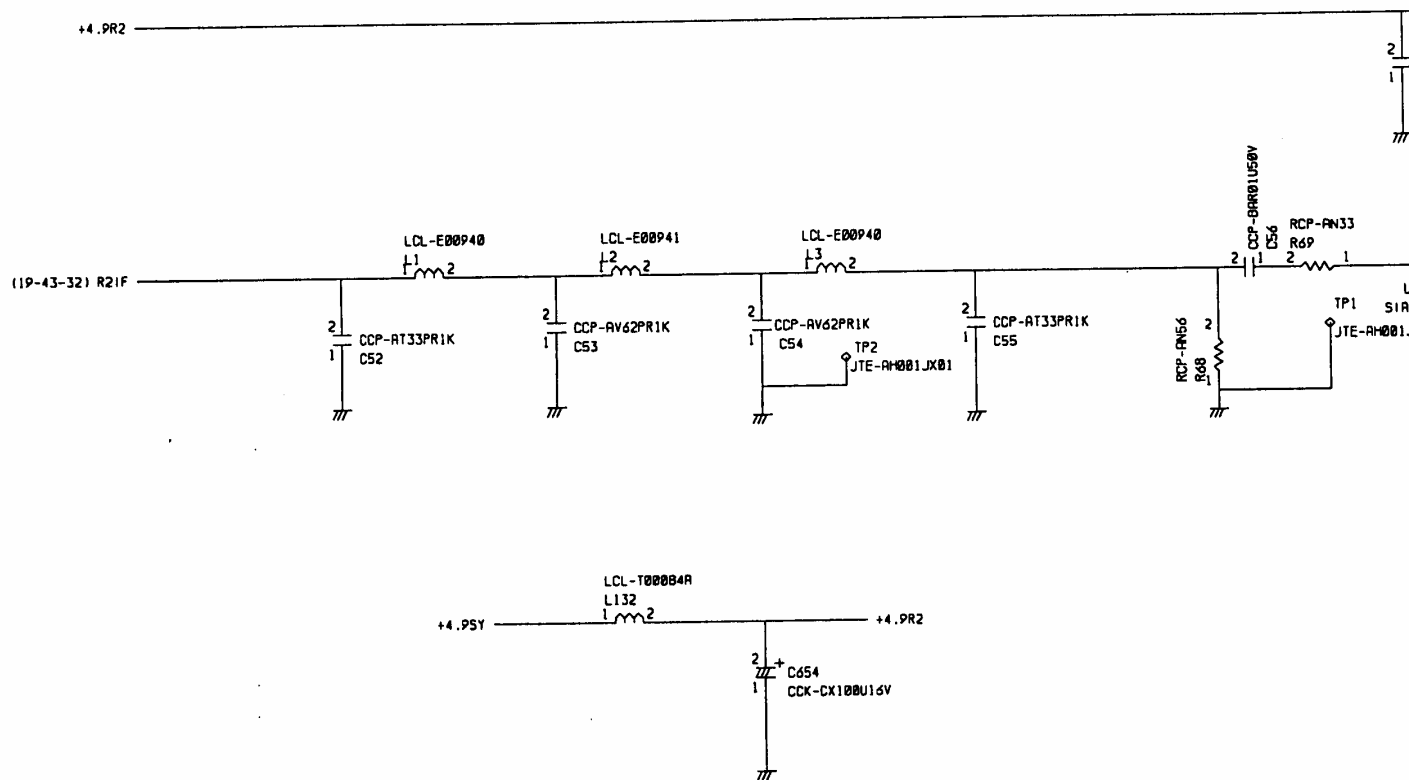 +4.9R2
2
1
LCL-E00940
L1
1 2
LCL-E00941
L2
1 2
LCL-E00940
L3
1 2
CCP-BAR01U50V
C56
2 1
RCP-AN33
R69
2 1
(19-43-32) R2IF
2
1
CCP-AT33PR1K
C52
2
1
CCP-AV62PR1K
C53
2
1
CCP-AV62PR1K
C54
TP2
JTE-AH001JX01
2
1
CCP-AT33PR1K
C55
RCP-AN56
R68
2
1
TP1
JTE-AH001J
LCL-T000B4A
L132
1 2
+4.9SY
+4.9R2
2 +
1
C654
CCK-CX100U16V